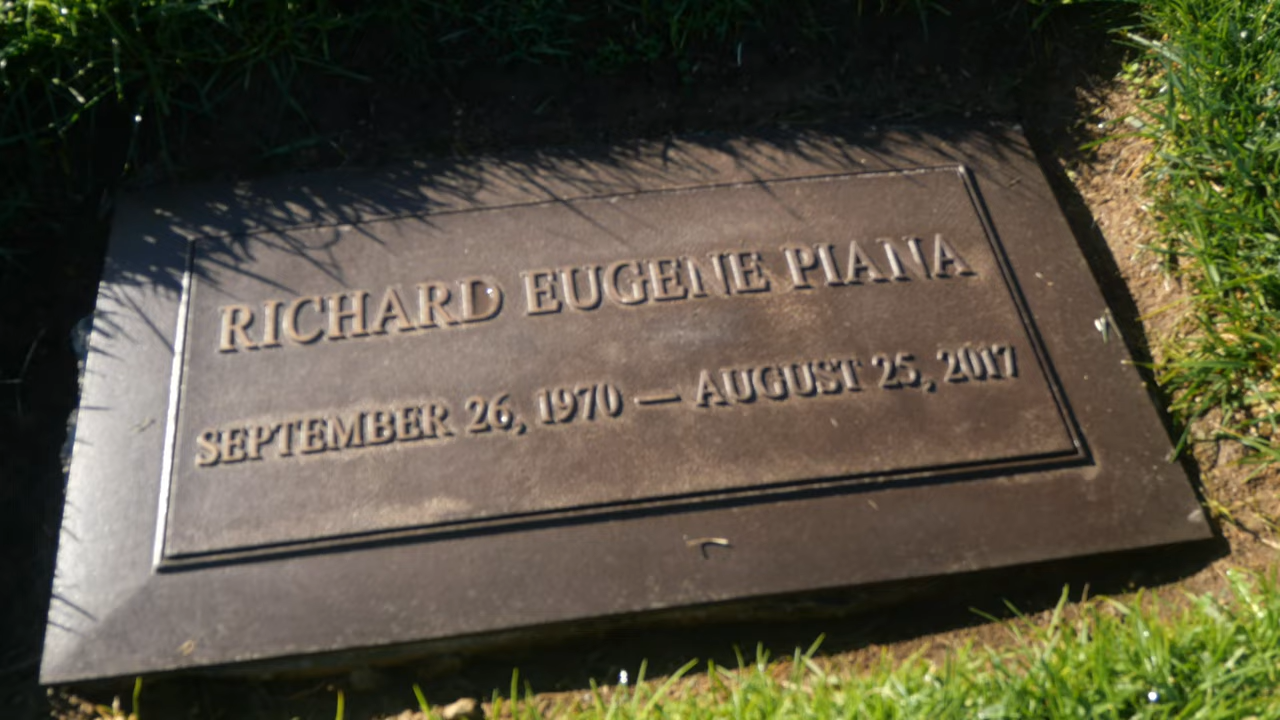 RICHARD EUGENE PIANA
SEPTEMBER 26, 1970 — AUGUST 25, 2017